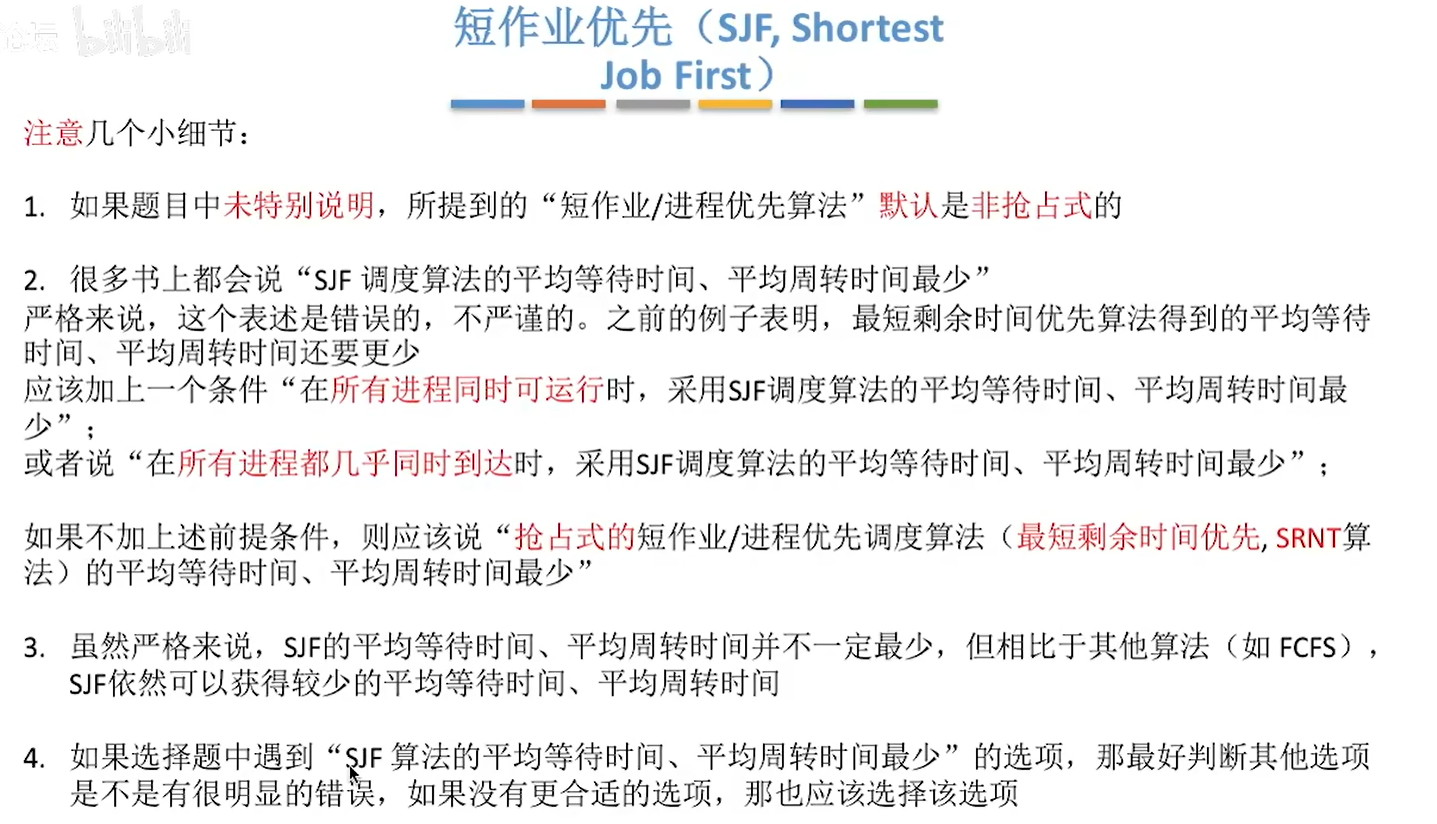 论坛 bilibili
短作业优先（SJF, Shortest
Job First）
注意几个小细节：
1. 如果题目中未特别说明，所提到的“短作业/进程优先算法”默认是非抢占式的
2. 很多书上都会说“SJF 调度算法的平均等待时间、平均周转时间最少”
严格来说，这个表述是错误的，不严谨的。之前的例子表明，最短剩余时间优先算法得到的平均等待
时间、平均周转时间还要更少
应该加上一个条件“在所有进程同时可运行时，采用SJF调度算法的平均等待时间、平均周转时间最
少”；
或者说“在所有进程都几乎同时到达时，采用SJF调度算法的平均等待时间、平均周转时间最少”；
如果不加上述前提条件，则应该说“抢占式的短作业/进程优先调度算法（最短剩余时间优先, SRNT算
法）的平均等待时间、平均周转时间最少”
3. 虽然严格来说，SJF的平均等待时间、平均周转时间并不一定最少，但相比于其他算法（如 FCFS），
SJF依然可以获得较少的平均等待时间、平均周转时间
4. 如果选择题中遇到“SJF 算法的平均等待时间、平均周转时间最少”的选项，那最好判断其他选项
是不是有很明显的错误，如果没有更合适的选项，那也应该选择该选项